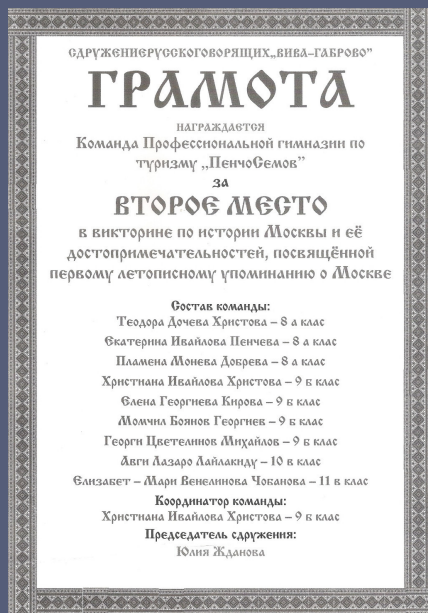 СДРУЖЕНИЕРУССКОГОВОРЯЩИХ„ВИВА-ГАБРОВО”
ГРАМОТА
НАГРАЖДАЕТСЯ
Команда Профессиональной гимназии по
туризму „ПенчоСемов”
за
ВТОРОЕ МЕСТО
в викторине по истории Москвы и её
достопримечательностей, посвящённой
первому летописному упоминанию о Москве
Состав команды:
Теодора Дочева Христова – 8 а клас
Екатерина Ивайлова Пенчева – 8 а клас
Пламена Монева Добрева – 8 а клас
Христиана Ивайлова Христова – 9 б клас
Елена Георгиева Кирова – 9 б клас
Момчил Боянов Георгиев – 9 б клас
Георги Цветелинов Михайлов – 9 б клас
Авги Лазаро Лайлакиду – 10 в клас
Елизабет – Мари Венелинова Чобанова – 11 в клас
Координатор команды:
Христиана Ивайлова Христова – 9 б клас
Председатель сдружения:
Юлия Жданова